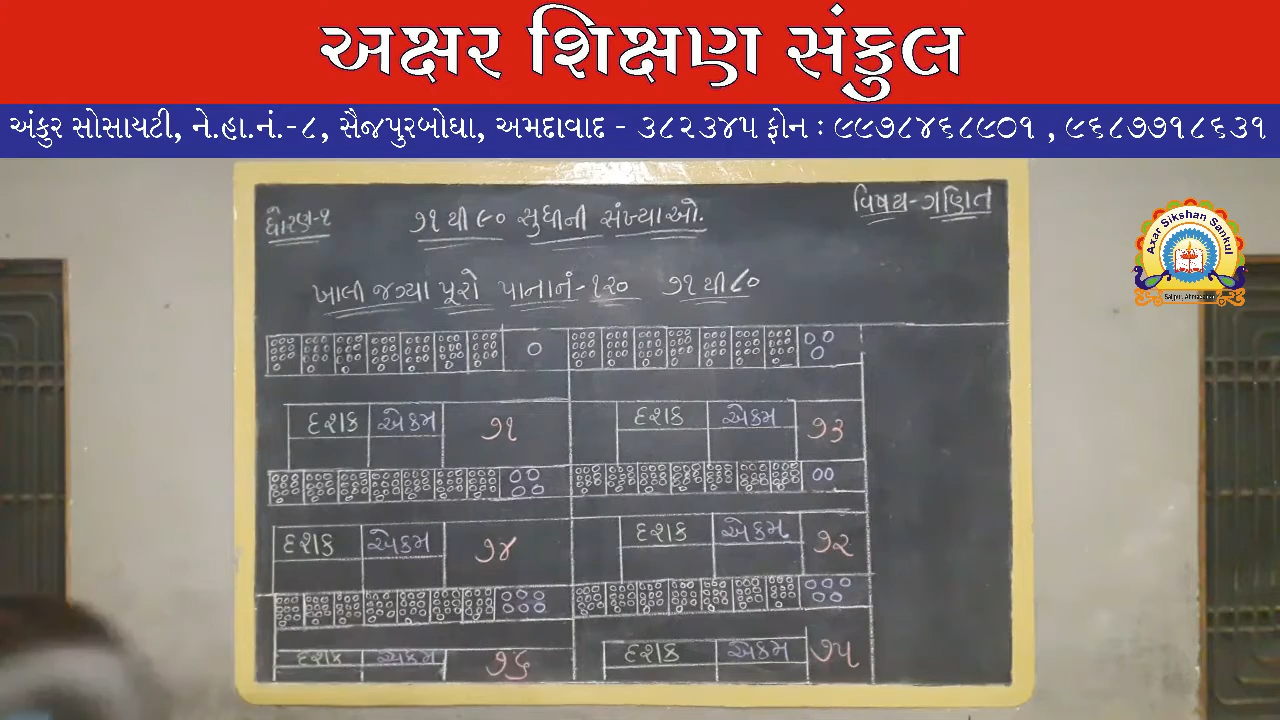 અક્ષર શિક્ષણ સંકુલ
અંકુર સોસાયટી, ને.હા.નં.-૮, સૈજપુરબોઘા, અમદાવાદ - ૩૮૨૩૪૫ ફોન : ૯૯૭૮૪૬૮૯૦૧ , ૯૬૮૭૭૧૮૬૩૧
ધોરણ-૧ ૭૧ થી ૯૦ સુધીની સંખ્યાઓ. વિષય-ગણિત
Axar Sikshan Sankul
Saijpur, Ahmedabad
ખાલી જગ્યા પૂરો પાનાનં-૧૨૦ ૭૧ થી ૮૦
દશક એકમ ૭૧ દશક એકમ ૭૩
દશક એકમ ૭૪ દશક એકમ ૭૨
દશક એકમ ૭૬ દશક એકમ ૭૫